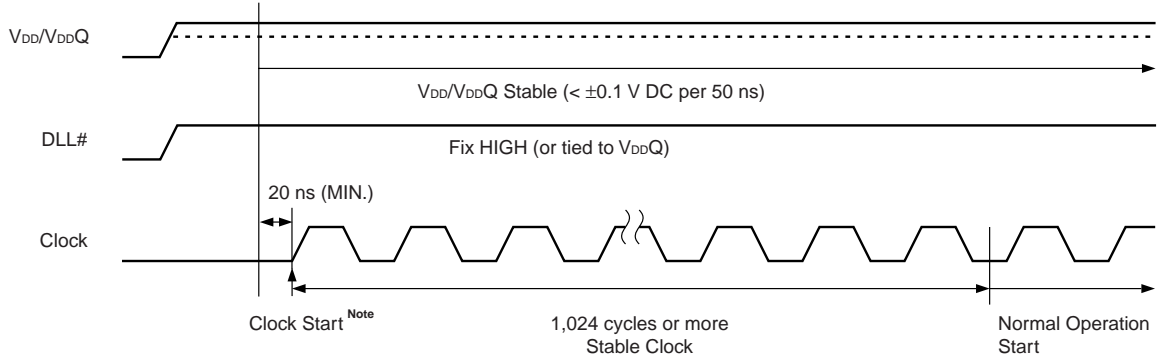 VDD/VDDQ
VDD/VDDQ Stable (< ±0.1 V DC per 50 ns)
DLL#
Fix HIGH (or tied to VDDQ)
20 ns (MIN.)
Clock
Clock Start Note
1,024 cycles or more
Stable Clock
Normal Operation
Start